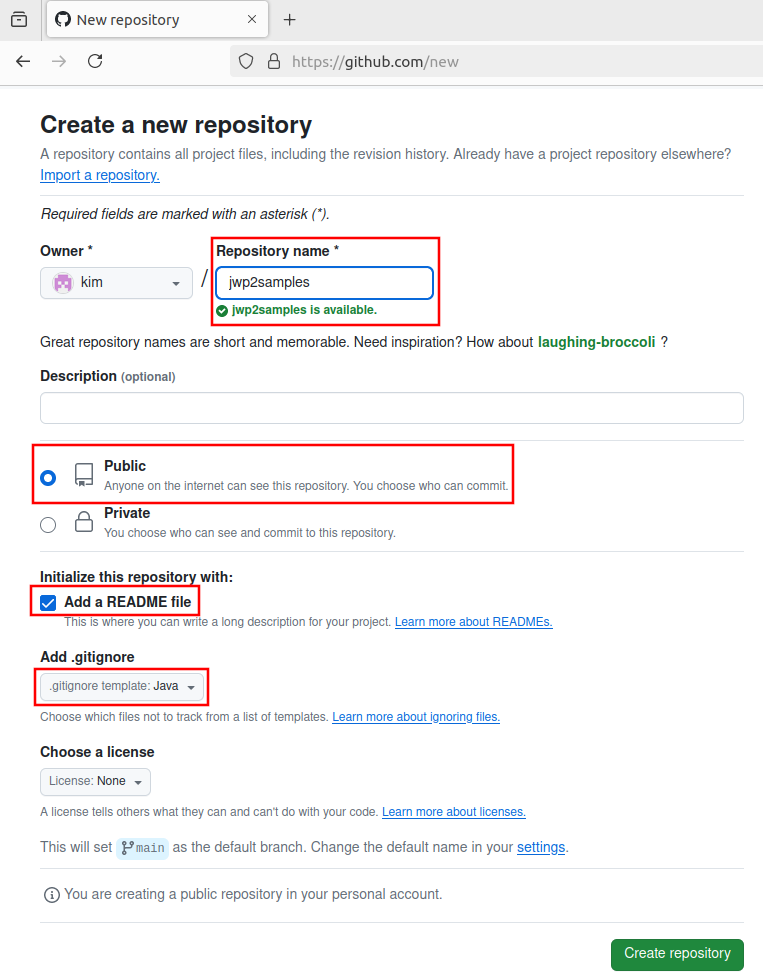 New repository
https://github.com/new
Create a new repository
A repository contains all project files, including the revision history. Already have a project repository elsewhere?
Import a repository.
Required fields are marked with an asterisk (*).
Owner *
Repository name *
kim
/
jwp2samples
jwp2samples is available.
Great repository names are short and memorable. Need inspiration? How about laughing-broccoli ?
Description (optional)
Public
Anyone on the internet can see this repository. You choose who can commit.
Private
You choose who can see and commit to this repository.
Initialize this repository with:
Add a README file
This is where you can write a long description for your project. Learn more about READMEs.
Add .gitignore
.gitignore template: Java
Choose which files not to track from a list of templates. Learn more about ignoring files.
Choose a license
License: None
A license tells others what they can and can't do with your code. Learn more about licenses.
This will set main as the default branch. Change the default name in your settings.
You are creating a public repository in your personal account.
Create repository